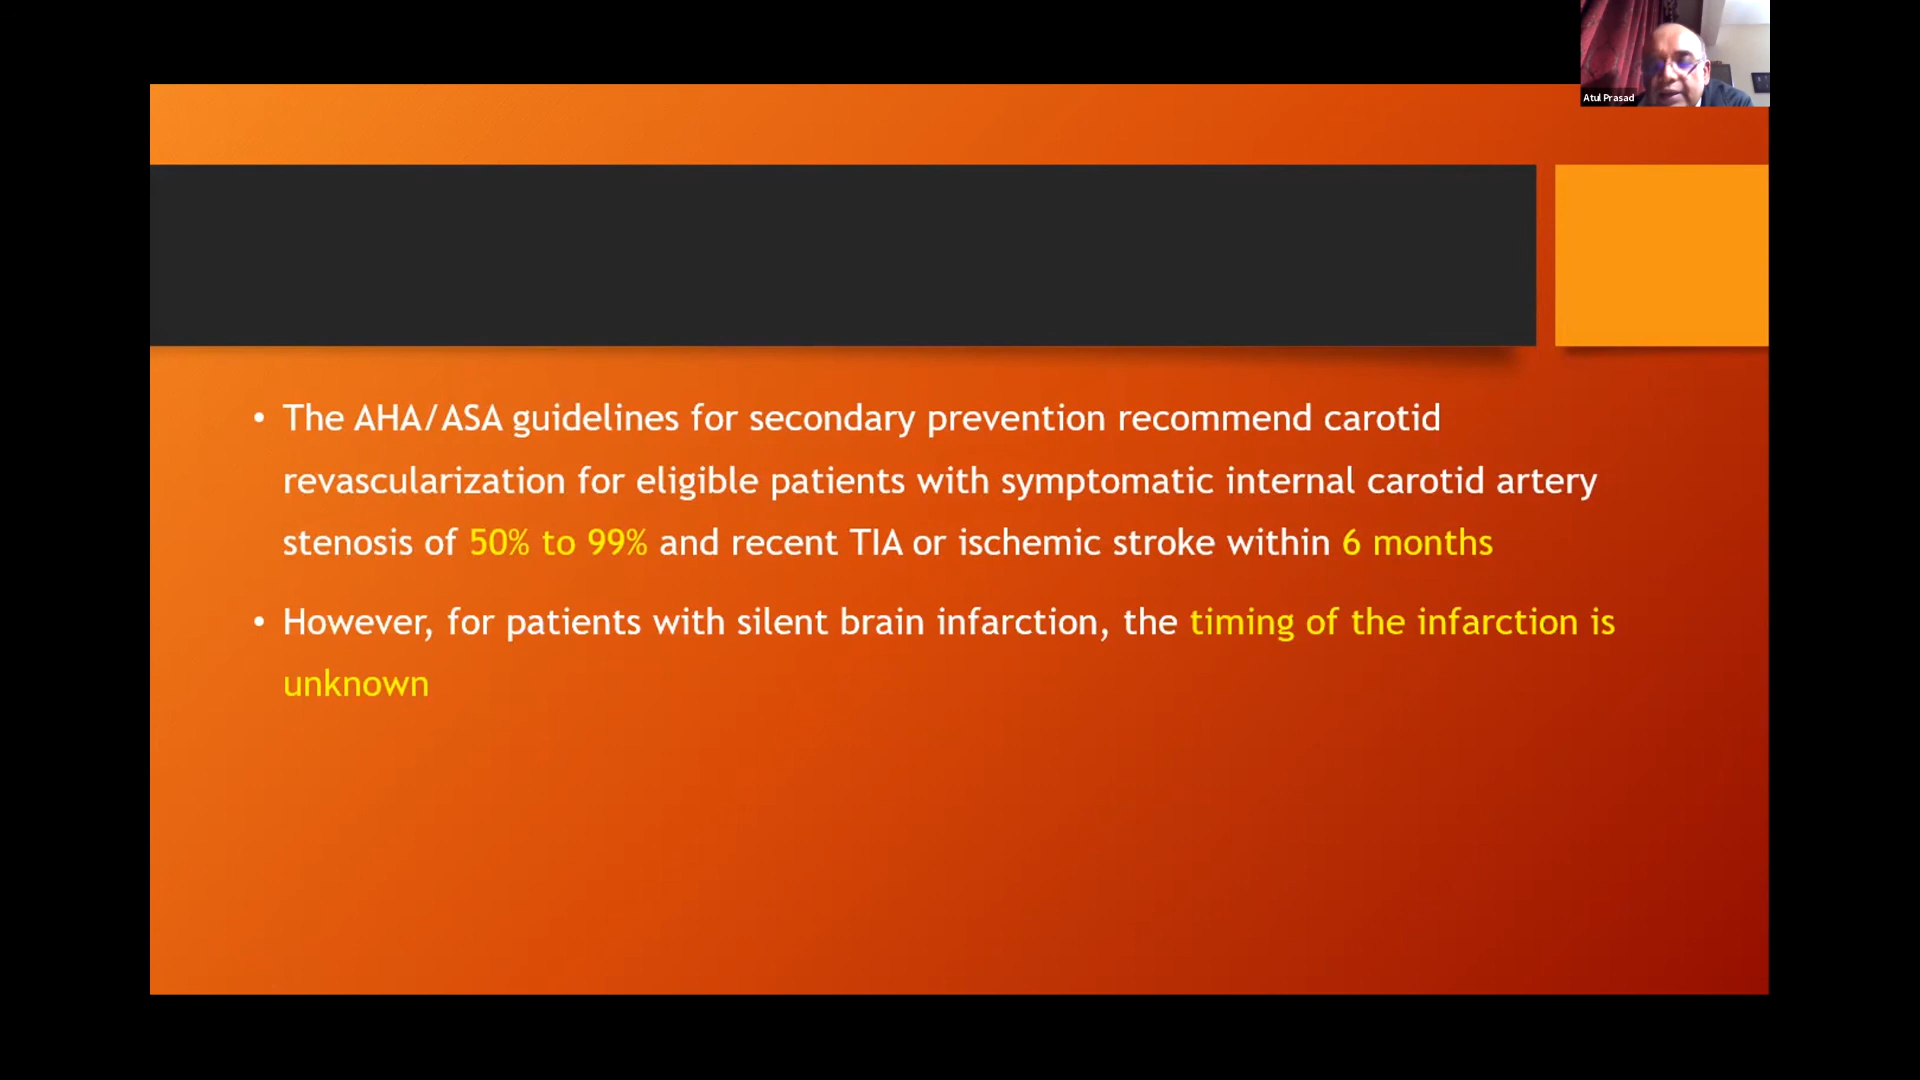 Atul Prasad
• The AHA/ASA guidelines for secondary prevention recommend carotid
revascularization for eligible patients with symptomatic internal carotid artery
stenosis of 50% to 99% and recent TIA or ischemic stroke within 6 months
• However, for patients with silent brain infarction, the timing of the infarction is
unknown